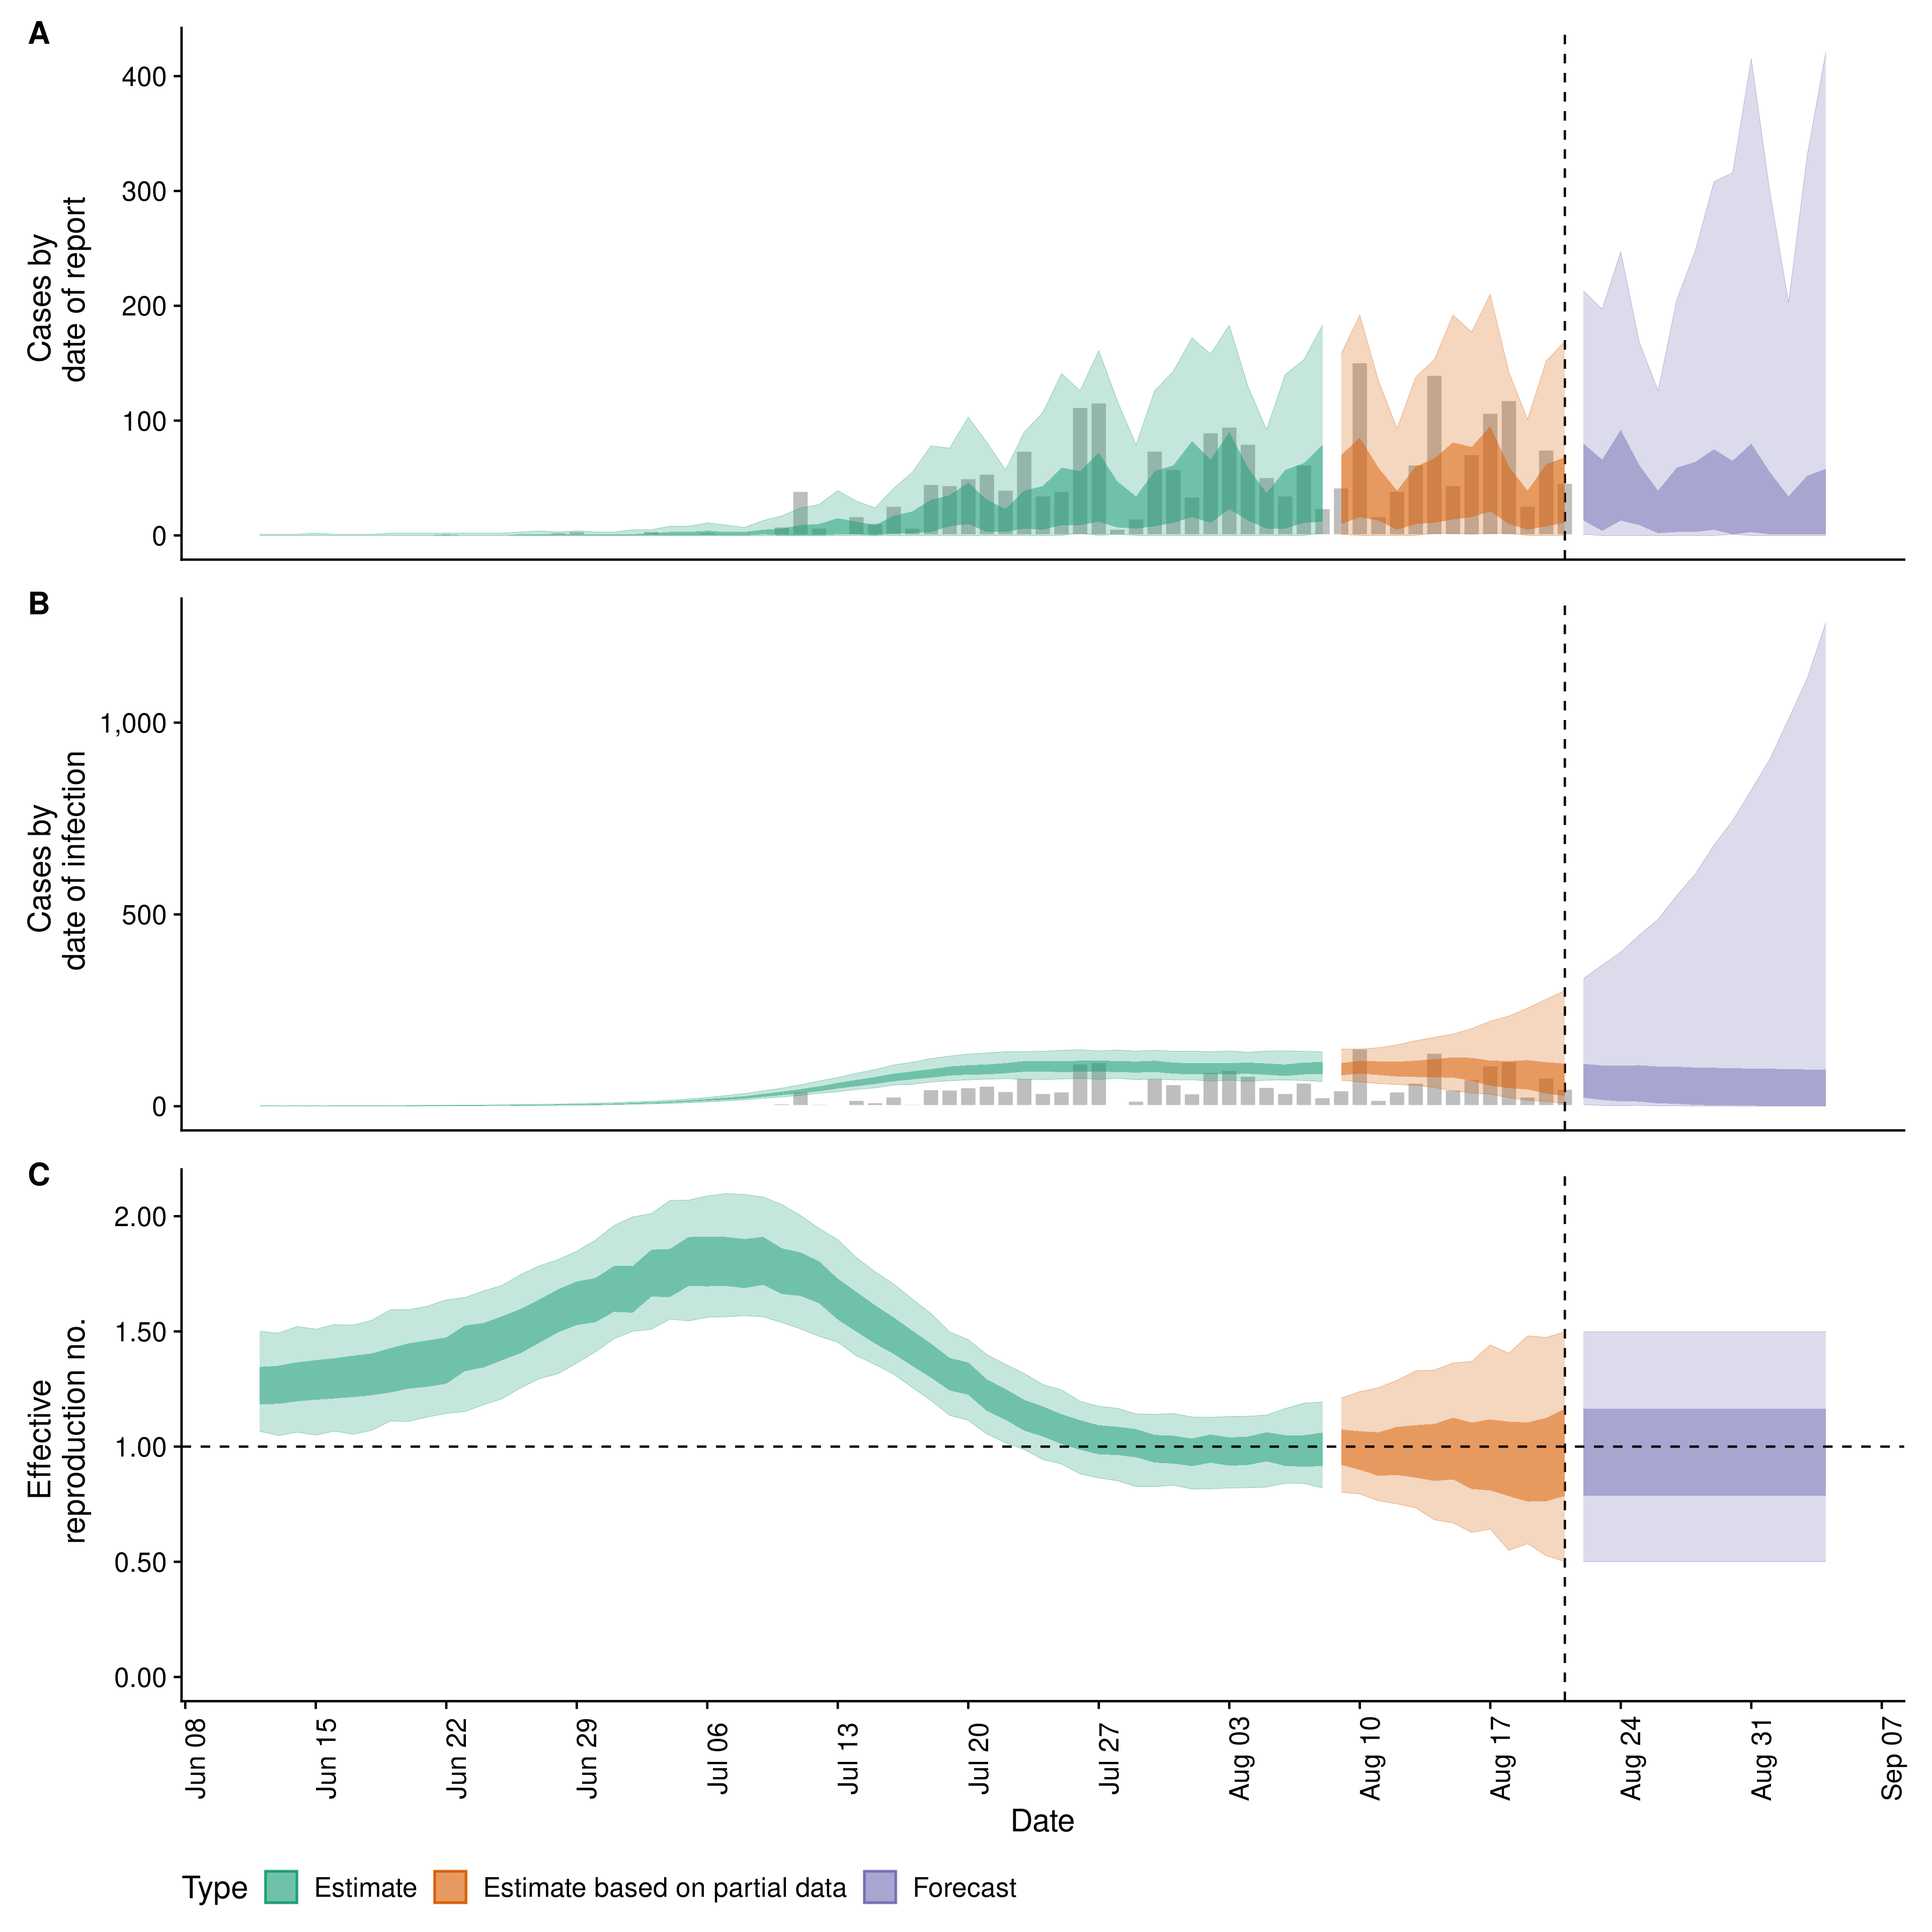 A
400
300
200
100
0
Cases by
date of report
B
1,000
500
0
Cases by
date of infection
C
2.00
1.50
1.00
0.50
0.00
Effective
reproduction no.
Jun 08
Jun 15
Jun 22
Jun 29
Jul 06
Jul 13
Jul 20
Jul 27
Aug 03
Aug 10
Aug 17
Aug 24
Aug 31
Sep 07
Date
Type Estimate Estimate based on partial data Forecast